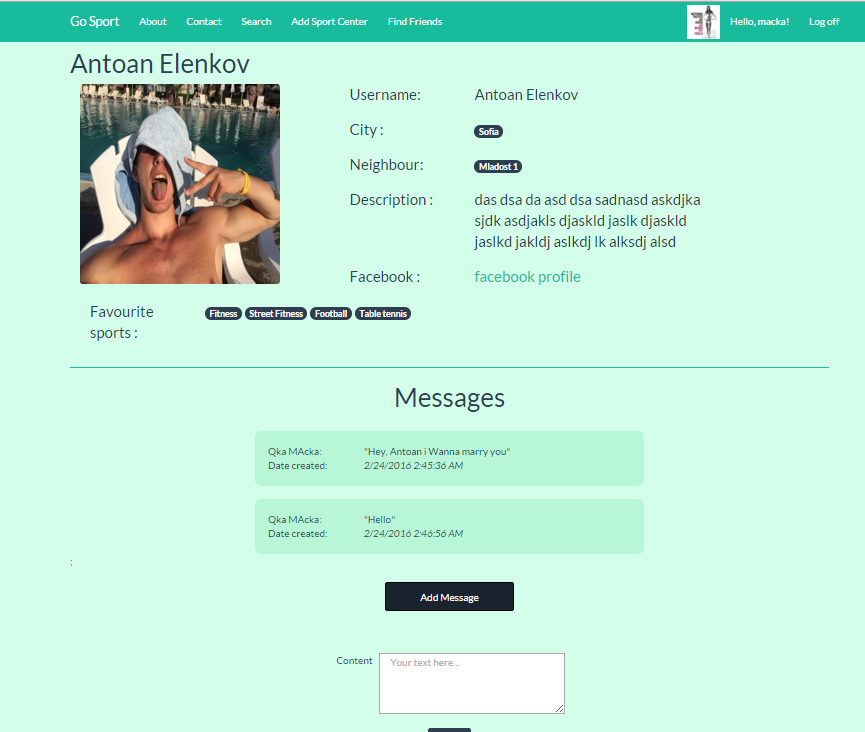 Go Sport About Contact Search Add Sport Center Find Friends Hello, macka! Log off
Antoan Elenkov
Username: Antoan Elenkov
City : Sofia
Neighbour: Mladost 1
Description : das dsa da asd dsa sadnasd askdjka
sjdk asdjakls djaskld jaslk djaskld
jaslkd jakldj aslkdj lk alksdj alsd
Facebook : facebook profile
Favourite
sports :
Fitness Street Fitness Football Table tennis
Messages
Qka MAcka: "Hey, Antoan i Wanna marry you"
Date created: 2/24/2016 2:45:36 AM
Qka MAcka: "Hello"
Date created: 2/24/2016 2:46:56 AM
;
Add Message
Content Your text here...